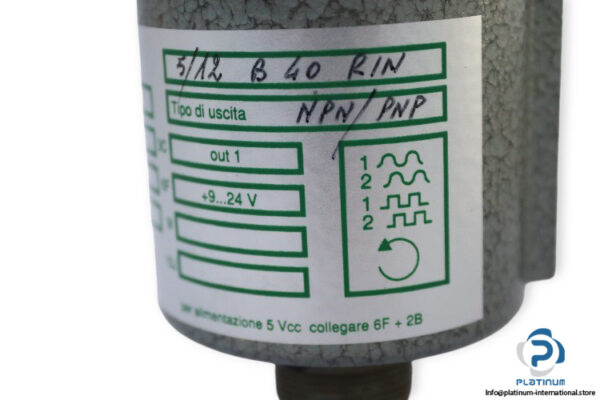 5/12 B 40 RIN
Tipo di uscita NPN/PNP
out 1
+9...24 V
1
2
1
2
per alimentazione 5 Vcc collegare 6F + 2B
PLATINUM
Info@platinum-international.store